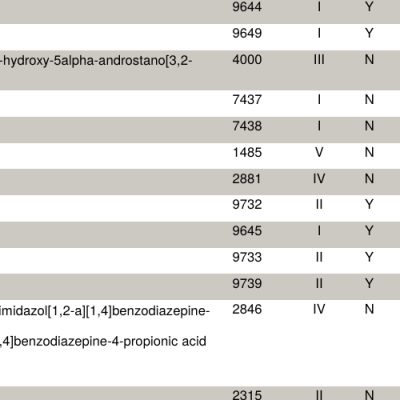 9644 I Y
9649 I Y
-hydroxy-5alpha-androstano[3,2- 4000 III N
7437 I N
7438 I N
1485 V N
2881 IV N
9732 II Y
9645 I Y
9733 II Y
9739 II Y
imidazol[1,2-a][1,4]benzodiazepine- 2846 IV N
,4]benzodiazepine-4-propionic acid
2315 II N